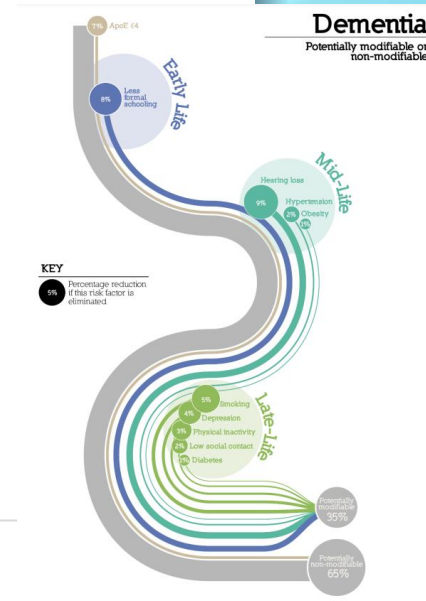 Dementia
Potentially modifiable or
non-modifiable
7% ApoE ε4
Early Life
8%
Less
formal
schooling
Mid-Life
Hearing loss
9%
Hypertension
2% Obesity
1%
KEY
5%
Percentage reduction
if this risk factor is
eliminated
Late-Life
5% Smoking
4% Depression
Physical inactivity
2% Low social contact
Diabetes
Potentially
modifiable
35%
Potentially
non-modifiable
65%